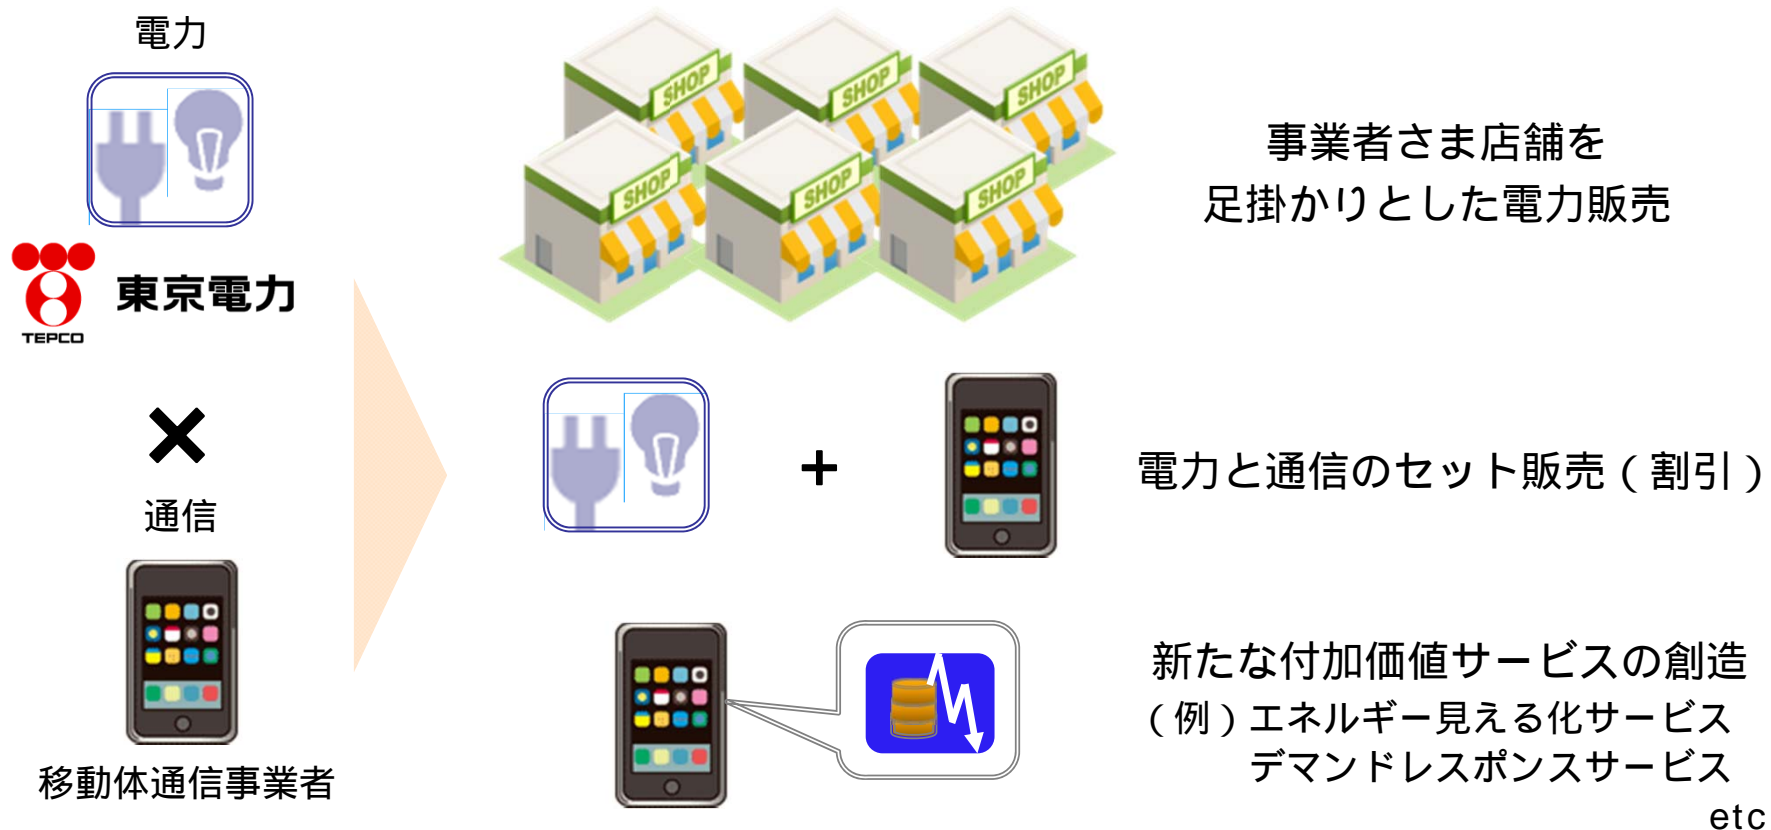 電力
東京電力
TEPCO
通信
移動体通信事業者
SHOP
SHOP
SHOP
SHOP
SHOP
SHOP
事業者さま店舗を
足掛かりとした電力販売
+
電力と通信のセット販売（割引）
新たな付加価値サービスの創造
（例）エネルギー見える化サービス
デマンドレスポンスサービス
etc